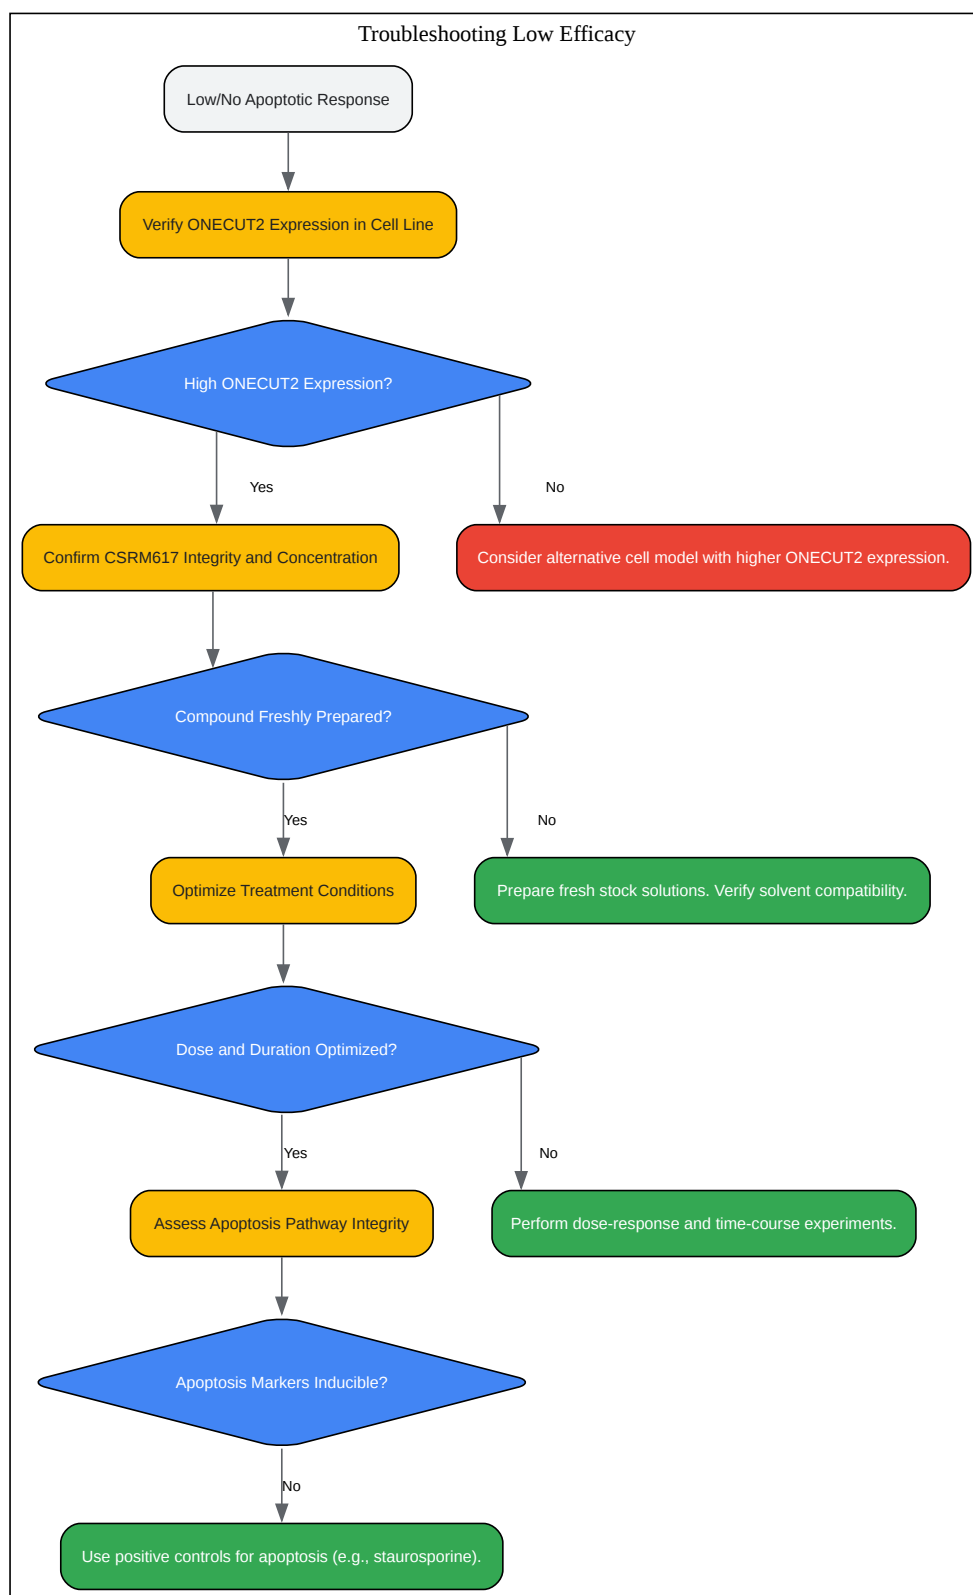 Troubleshooting Low Efficacy
Low/No Apoptotic Response
Verify ONECUT2 Expression in Cell Line
High ONECUT2 Expression?
Yes
No
Confirm CSRM617 Integrity and Concentration
Consider alternative cell model with higher ONECUT2 expression.
Compound Freshly Prepared?
Yes
No
Optimize Treatment Conditions
Prepare fresh stock solutions. Verify solvent compatibility.
Dose and Duration Optimized?
Yes
No
Assess Apoptosis Pathway Integrity
Perform dose-response and time-course experiments.
Apoptosis Markers Inducible?
No
Use positive controls for apoptosis (e.g., staurosporine).